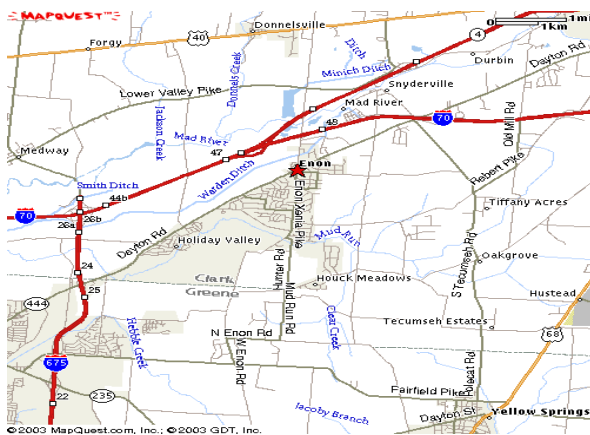 MAPQUEST
0
1mi
1km
Donnelsville
40
4
Forgy
Ditch
Durbin
Donnels Creek
Minich Ditch
Dayton Rd
Snyderville
Lower Valley Pike
Mad River
Jackson Creek
Old Mill Rd
Mad River
48
70
47
Medway
Enon
Rebert Pike
Warden Ditch
Smith Ditch
44b
Enon Xenia Pike
Tiffany Acres
70
26b
26a
Dayton Rd
Holiday Valley
Mud Run
S Tecumseh Rd
Oakgrove
24
Clark
Greene
Hunter Rd
Houck Meadows
25
Mud Run Rd
Hustead
444
Clear Creek
Hebble Creek
N Enon Rd
Tecumseh Estates
68
W Enon Rd
675
Polecat Rd
22
235
Fairfield Pike
Jacoby Branch
Dayton St
Yellow Springs
©2003 MapQuest.com, Inc.; ©2003 GDT, Inc.